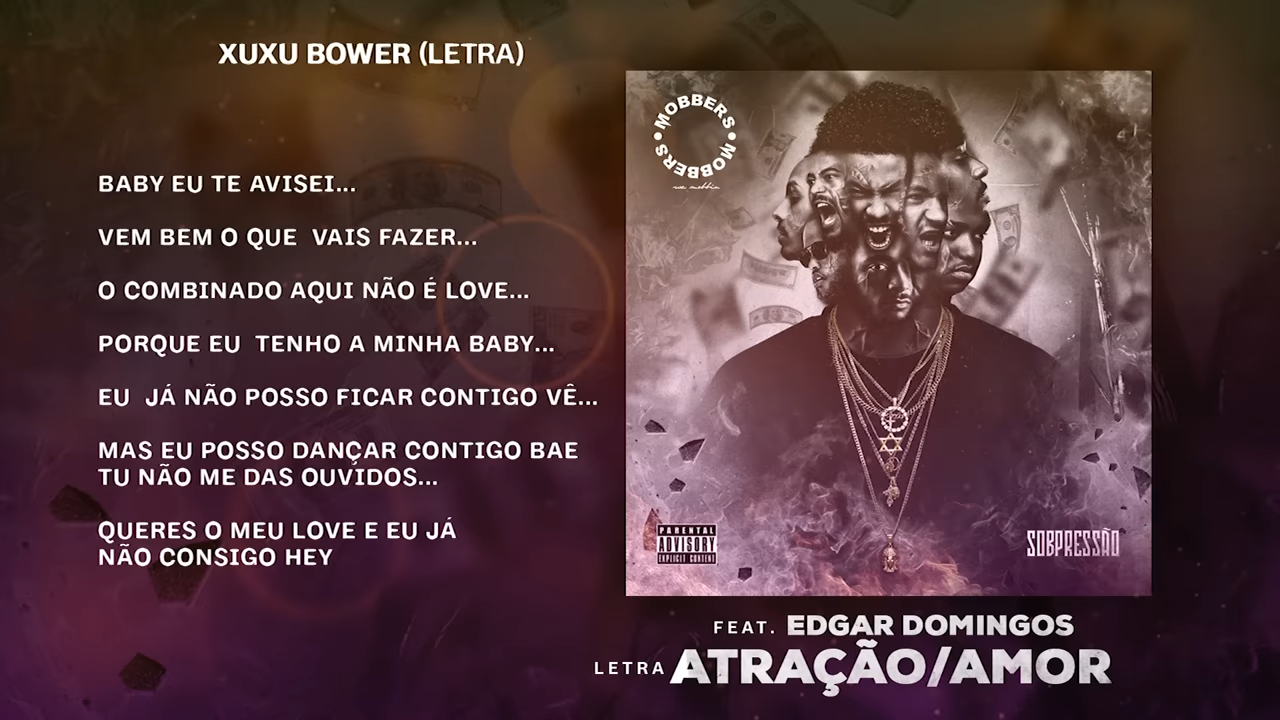 XUXU BOWER (LETRA)
BABY EU TE AVISEI...
VEM BEM O QUE VAIS FAZER...
O COMBINADO AQUI NÃO É LOVE...
PORQUE EU TENHO A MINHA BABY...
EU JÁ NÃO POSSO FICAR CONTIGO VÊ...
MAS EU POSSO DANÇAR CONTIGO BAE
TU NÃO ME DAS OUVIDOS...
QUERES O MEU LOVE E EU JÁ
NÃO CONSIGO HEY
MOBBERS • MOBBERS •
PARENTAL
ADVISORY
EXPLICIT CONTENT
SOBPRESSÃO
FEAT. EDGAR DOMINGOS
LETRA ATRAÇÃO/AMOR